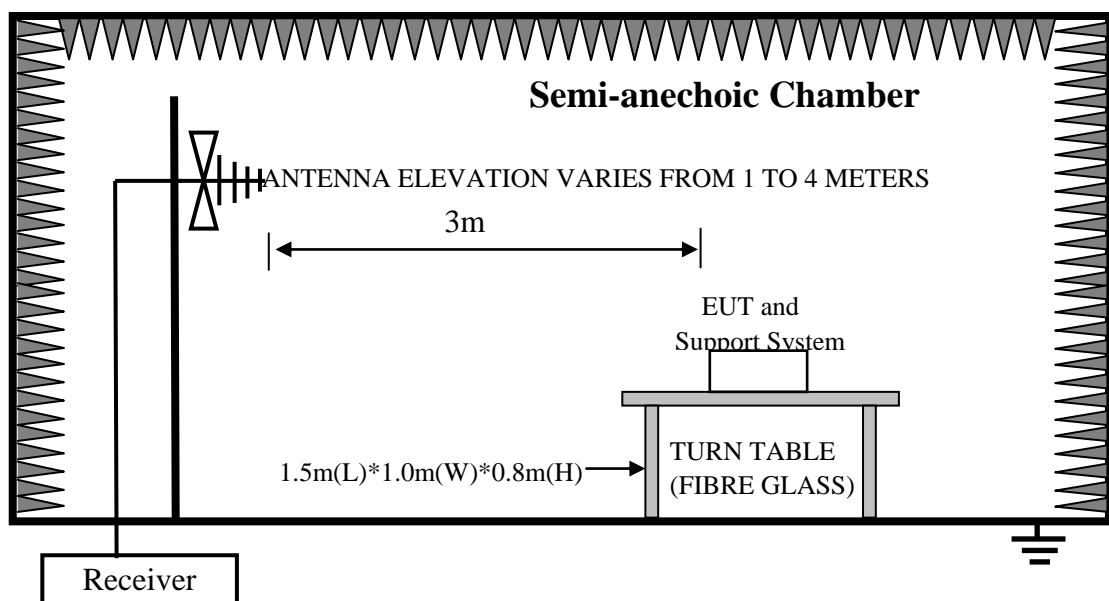 Semi-anechoic Chamber
ANTENNA ELEVATION VARIES FROM 1 TO 4 METERS
3m
EUT and
Support System
1.5m(L)*1.0m(W)*0.8m(H)
TURN TABLE
(FIBRE GLASS)
Receiver